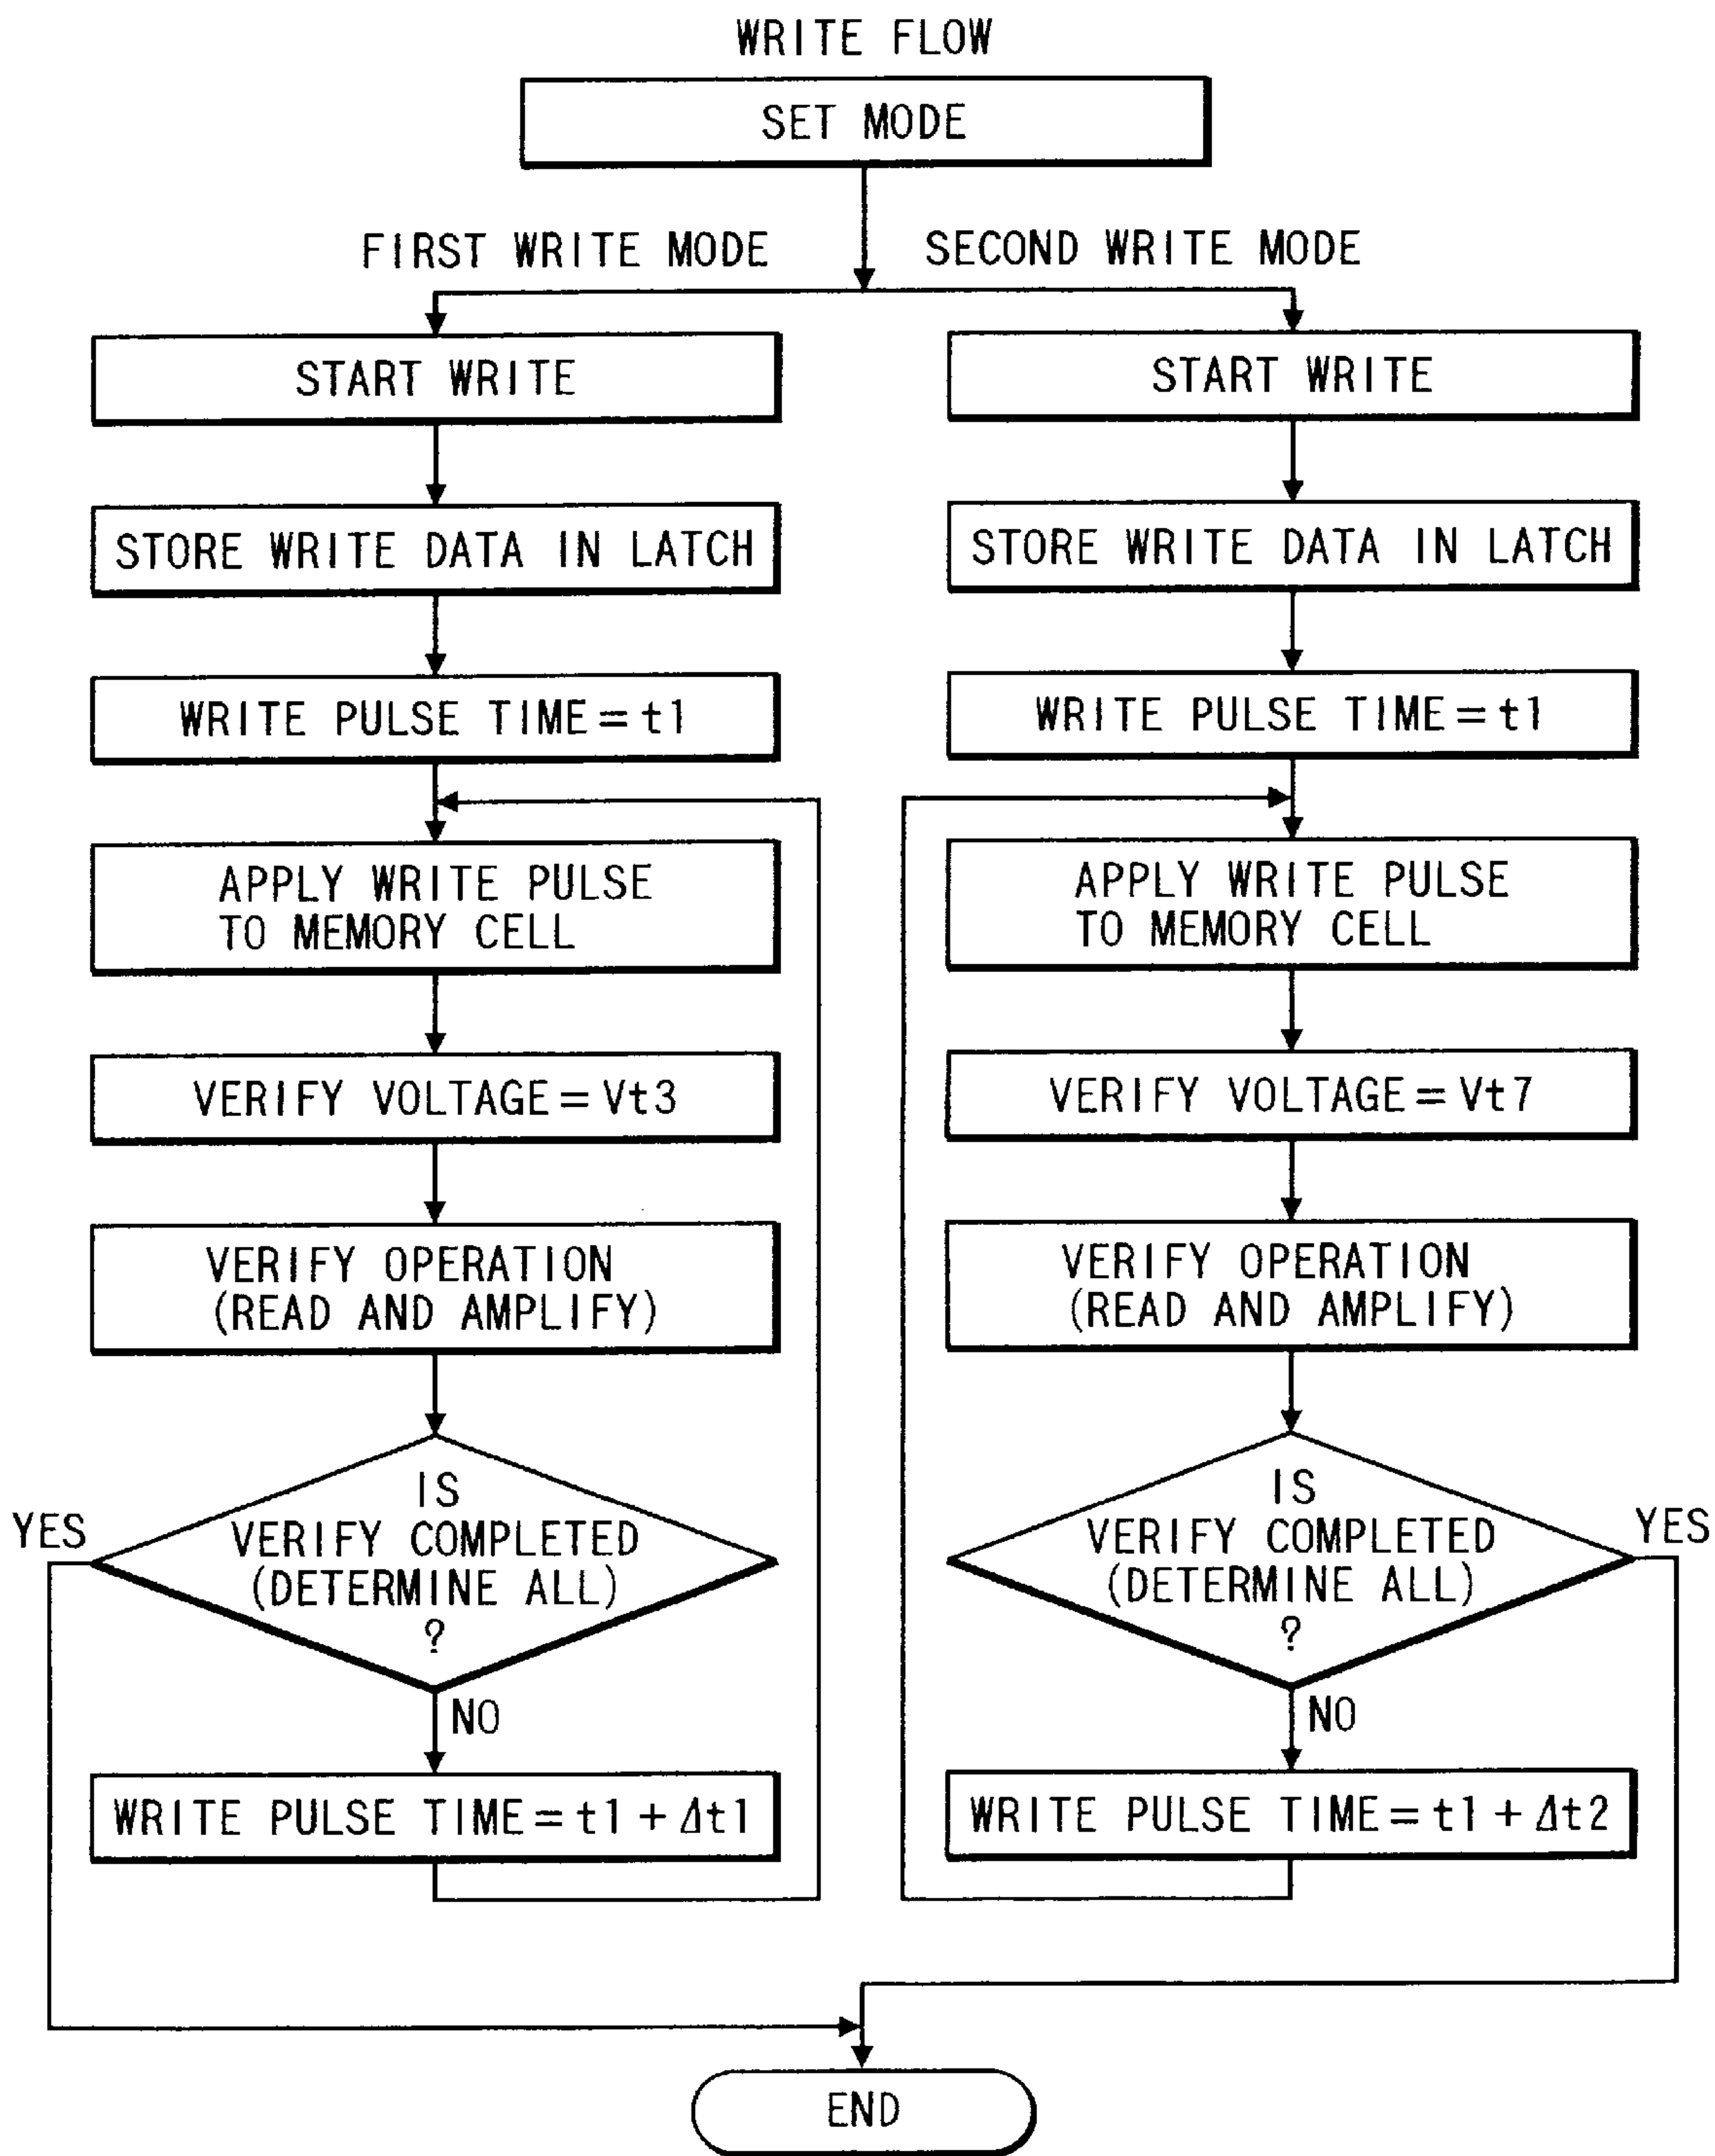 WRITE FLOW
SET MODE
FIRST WRITE MODE
START WRITE
STORE WRITE DATA IN LATCH
WRITE PULSE TIME=t1
APPLY WRITE PULSE
TO MEMORY CELL
VERIFY VOLTAGE=Vt3
VERIFY OPERATION
(READ AND AMPLIFY)
IS
VERIFY COMPLETED
(DETERMINE ALL)
?
YES
NO
WRITE PULSE TIME=t1+Δt1
SECOND WRITE MODE
START WRITE
STORE WRITE DATA IN LATCH
WRITE PULSE TIME=t1
APPLY WRITE PULSE
TO MEMORY CELL
VERIFY VOLTAGE=Vt7
VERIFY OPERATION
(READ AND AMPLIFY)
IS
VERIFY COMPLETED
(DETERMINE ALL)
?
YES
NO
WRITE PULSE TIME=t1+Δt2
END